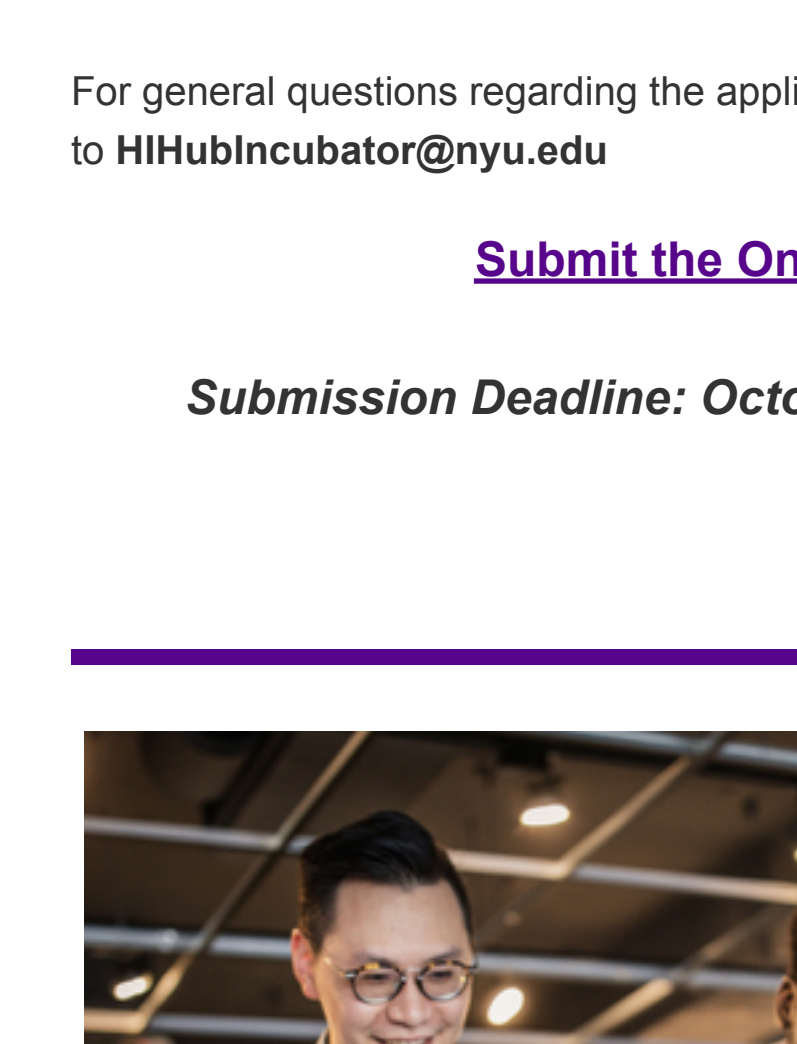 For general questions regarding the appli
to HIHubIncubator@nyu.edu
Submit the On
Submission Deadline: Octo